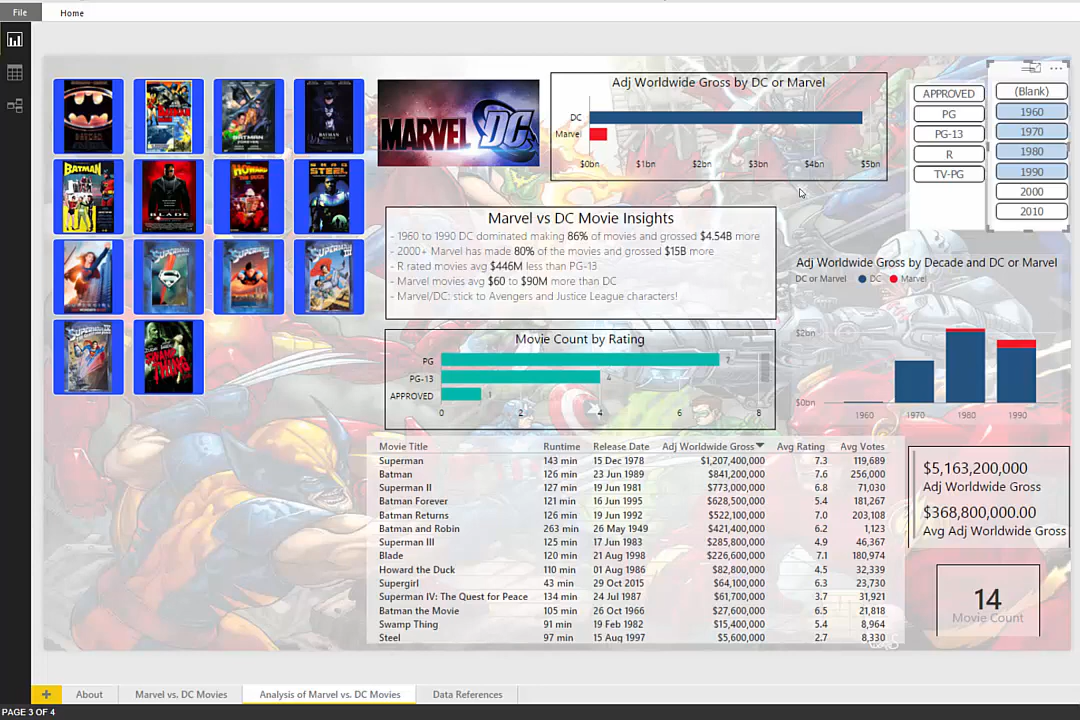 File
Home
MARVEL DC
Adj Worldwide Gross by DC or Marvel
DC
Marvel
$0bn $1bn $2bn $3bn $4bn $5bn
APPROVED
PG
PG-13
R
TV-PG
(Blank)
1960
1970
1980
1990
2000
2010
BATMAN
BATMAN
BLADE
HOWARD
STEEL
SWAMP
THING
Marvel vs DC Movie Insights
- 1960 to 1990 DC dominated making 86% of movies and grossed $4.54B more
- 2000+ Marvel has made 80% of the movies and grossed $15B more
- R rated movies avg $446M less than PG-13
- Marvel movies avg $60 to $90M more than DC
- Marvel/DC: stick to Avengers and Justice League characters!
Adj Worldwide Gross by Decade and DC or Marvel
DC or Marvel DC Marvel
$2bn
$0bn
1960 1970 1980 1990
Movie Count by Rating
PG 7
PG-13 4
APPROVED 1
0 2 4 6 8
Movie Title Runtime Release Date Adj Worldwide Gross Avg Rating Avg Votes
Superman 143 min 15 Dec 1978 $1,207,400,000 7.3 119,689
Batman 126 min 23 Jun 1989 $841,200,000 7.6 256,000
Superman II 127 min 19 Jun 1981 $773,000,000 6.8 71,030
Batman Forever 121 min 16 Jun 1995 $628,500,000 5.4 181,267
Batman Returns 126 min 19 Jun 1992 $522,100,000 7.0 203,108
Batman and Robin 263 min 26 May 1949 $421,400,000 6.2 1,123
Superman III 125 min 17 Jun 1983 $285,800,000 4.9 46,367
Blade 120 min 21 Aug 1998 $226,600,000 7.1 180,974
Howard the Duck 110 min 01 Aug 1986 $82,800,000 4.5 32,339
Supergirl 43 min 29 Oct 2015 $64,100,000 6.3 23,730
Superman IV: The Quest for Peace 134 min 24 Jul 1987 $61,700,000 3.7 31,921
Batman the Movie 105 min 26 Oct 1966 $27,600,000 6.5 21,818
Swamp Thing 91 min 19 Feb 1982 $15,400,000 5.4 8,964
Steel 97 min 15 Aug 1997 $5,600,000 2.7 8,330
$5,163,200,000
Adj Worldwide Gross
$368,800,000.00
Avg Adj Worldwide Gross
14
Movie Count
About
Marvel vs. DC Movies
Analysis of Marvel vs. DC Movies
Data References
PAGE 3 OF 4